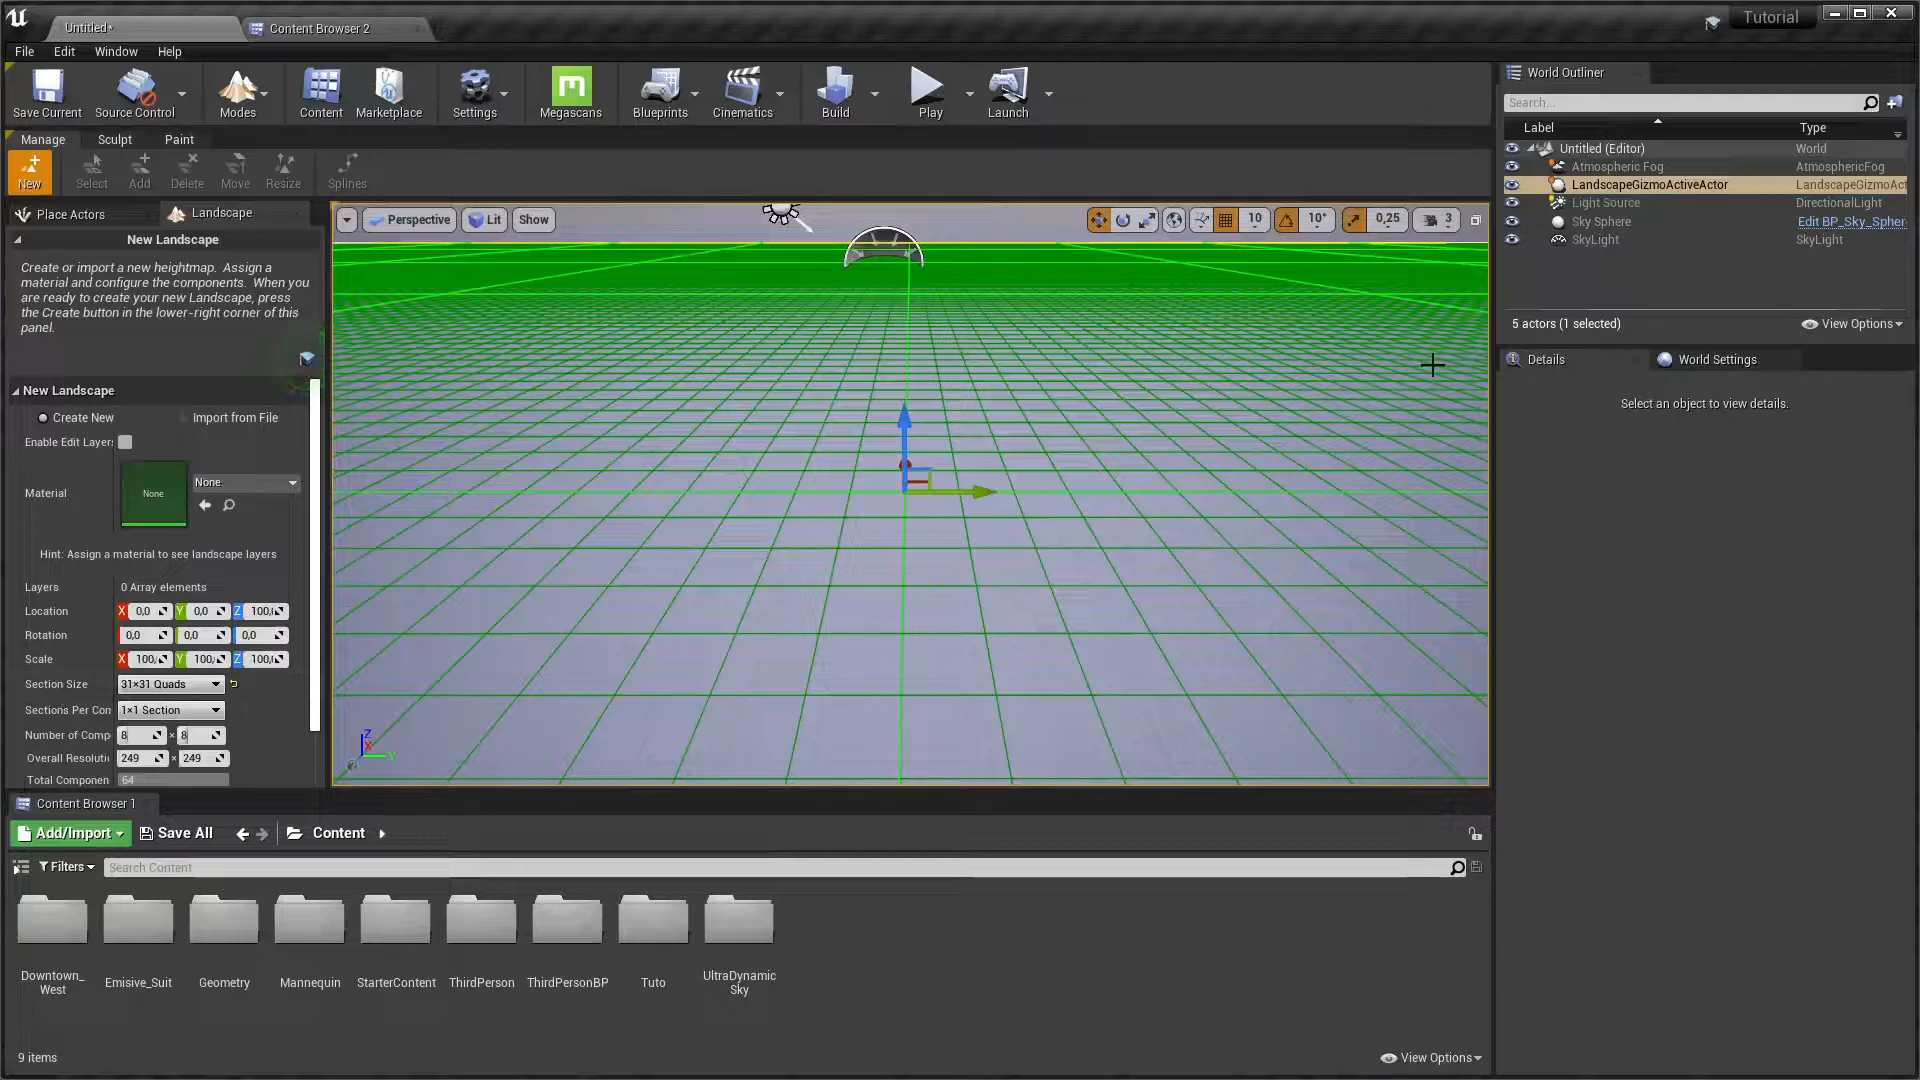 Untitled*
Content Browser 2
Tutorial
File Edit Window Help
Save Current
Source Control
Modes
Content
Marketplace
Settings
Megascans
Blueprints
Cinematics
Build
Play
Launch
Manage
Sculpt
Paint
New
Select
Add
Delete
Move
Resize
Splines
Place Actors
Landscape
New Landscape
Create or import a new heightmap. Assign a
material and configure the components. When you
are ready to create your new Landscape, press
the Create button in the lower-right corner of this
panel.
New Landscape
Create New
Import from File
Enable Edit Layer
Material
None
None
Hint: Assign a material to see landscape layers
Layers 0 Array elements
Location X 0,0 Y 0,0 Z 100,
Rotation 0,0 0,0 0,0
Scale X 100, Y 100, Z 100,
Section Size 31×31 Quads
Sections Per Com 1×1 Section
Number of Comp 8 × 8
Overall Resoluti 249 × 249
Total Componen 64
Perspective
Lit
Show
10
10°
0,25
3
Z
X
Y
World Outliner
Search...
Label Type
Untitled (Editor) World
Atmospheric Fog AtmosphericFog
LandscapeGizmoActiveActor LandscapeGizmoAct
Light Source DirectionalLight
Sky Sphere Edit BP_Sky_Spher
SkyLight SkyLight
5 actors (1 selected)
View Options
Details
World Settings
Select an object to view details.
Content Browser 1
Add/Import
Save All
Content
Filters
Search Content
Downtown_
West
Emisive_Suit
Geometry
Mannequin
StarterContent
ThirdPerson
ThirdPersonBP
Tuto
UltraDynamic
Sky
9 items
View Options